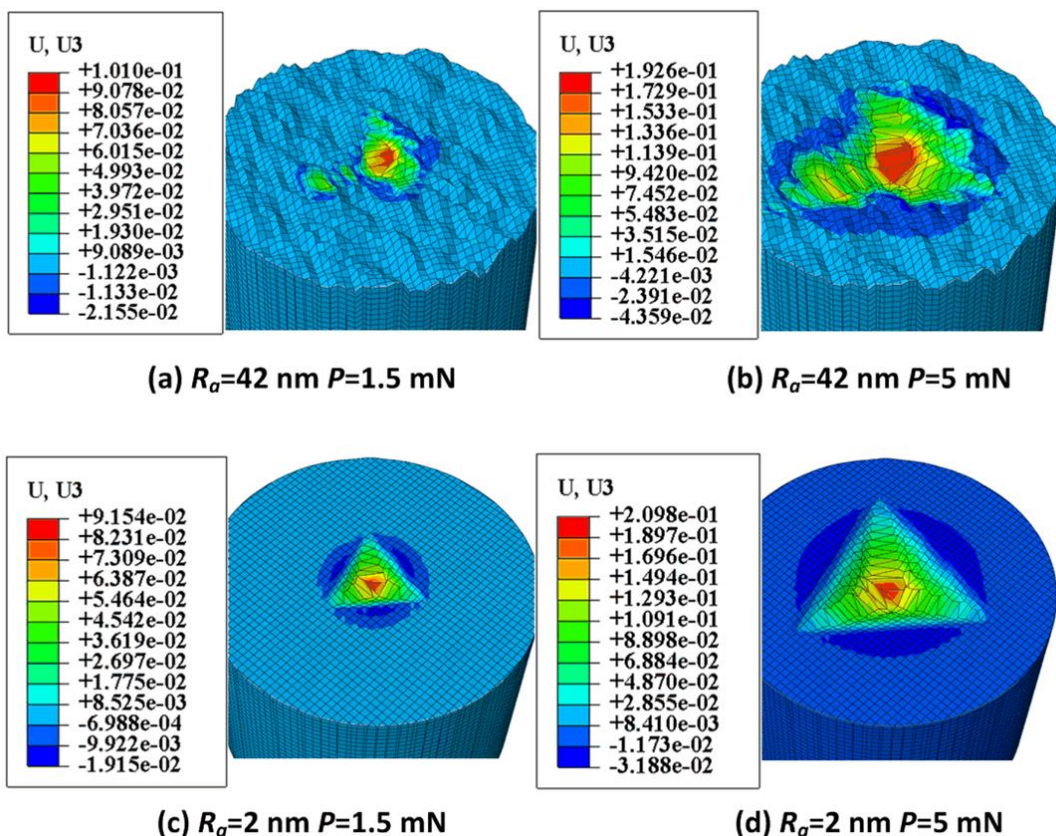 U, U3
+1.010e-01
+9.078e-02
+8.057e-02
+7.036e-02
+6.015e-02
+4.993e-02
+3.972e-02
+2.951e-02
+1.930e-02
+9.089e-03
-1.122e-03
-1.133e-02
-2.155e-02
(a) Ra=42 nm P=1.5 mN
U, U3
+1.926e-01
+1.729e-01
+1.533e-01
+1.336e-01
+1.139e-01
+9.420e-02
+7.452e-02
+5.483e-02
+3.515e-02
+1.546e-02
-4.221e-03
-2.391e-02
-4.359e-02
(b) Ra=42 nm P=5 mN
U, U3
+9.154e-02
+8.231e-02
+7.309e-02
+6.387e-02
+5.464e-02
+4.542e-02
+3.619e-02
+2.697e-02
+1.775e-02
+8.525e-03
-6.988e-04
-9.922e-03
-1.915e-02
(c) Ra=2 nm P=1.5 mN
U, U3
+2.098e-01
+1.897e-01
+1.696e-01
+1.494e-01
+1.293e-01
+1.091e-01
+8.898e-02
+6.884e-02
+4.870e-02
+2.855e-02
+8.410e-03
-1.173e-02
-3.188e-02
(d) Ra=2 nm P=5 mN